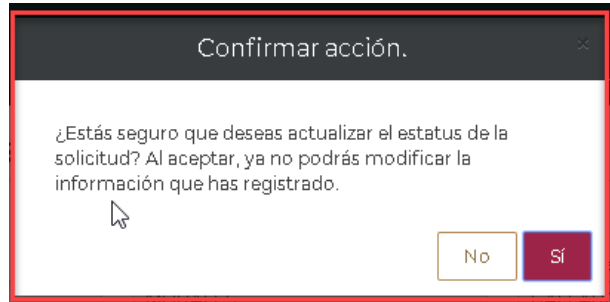 Confirmar acción.
×
¿Estás seguro que deseas actualizar el estatus de la
solicitud? Al aceptar, ya no podrás modificar la
información que has registrado.
No
Sí